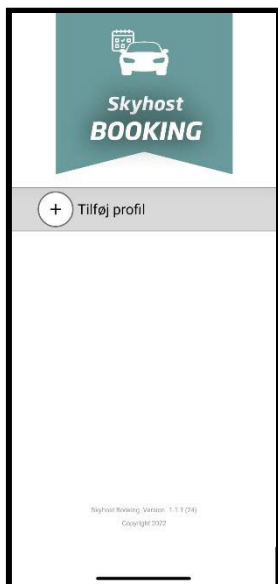 Skyhost
BOOKING
+ Tilføj profil
Skyhost Booking Version: 1.1.1 (24)
Copyright 2022